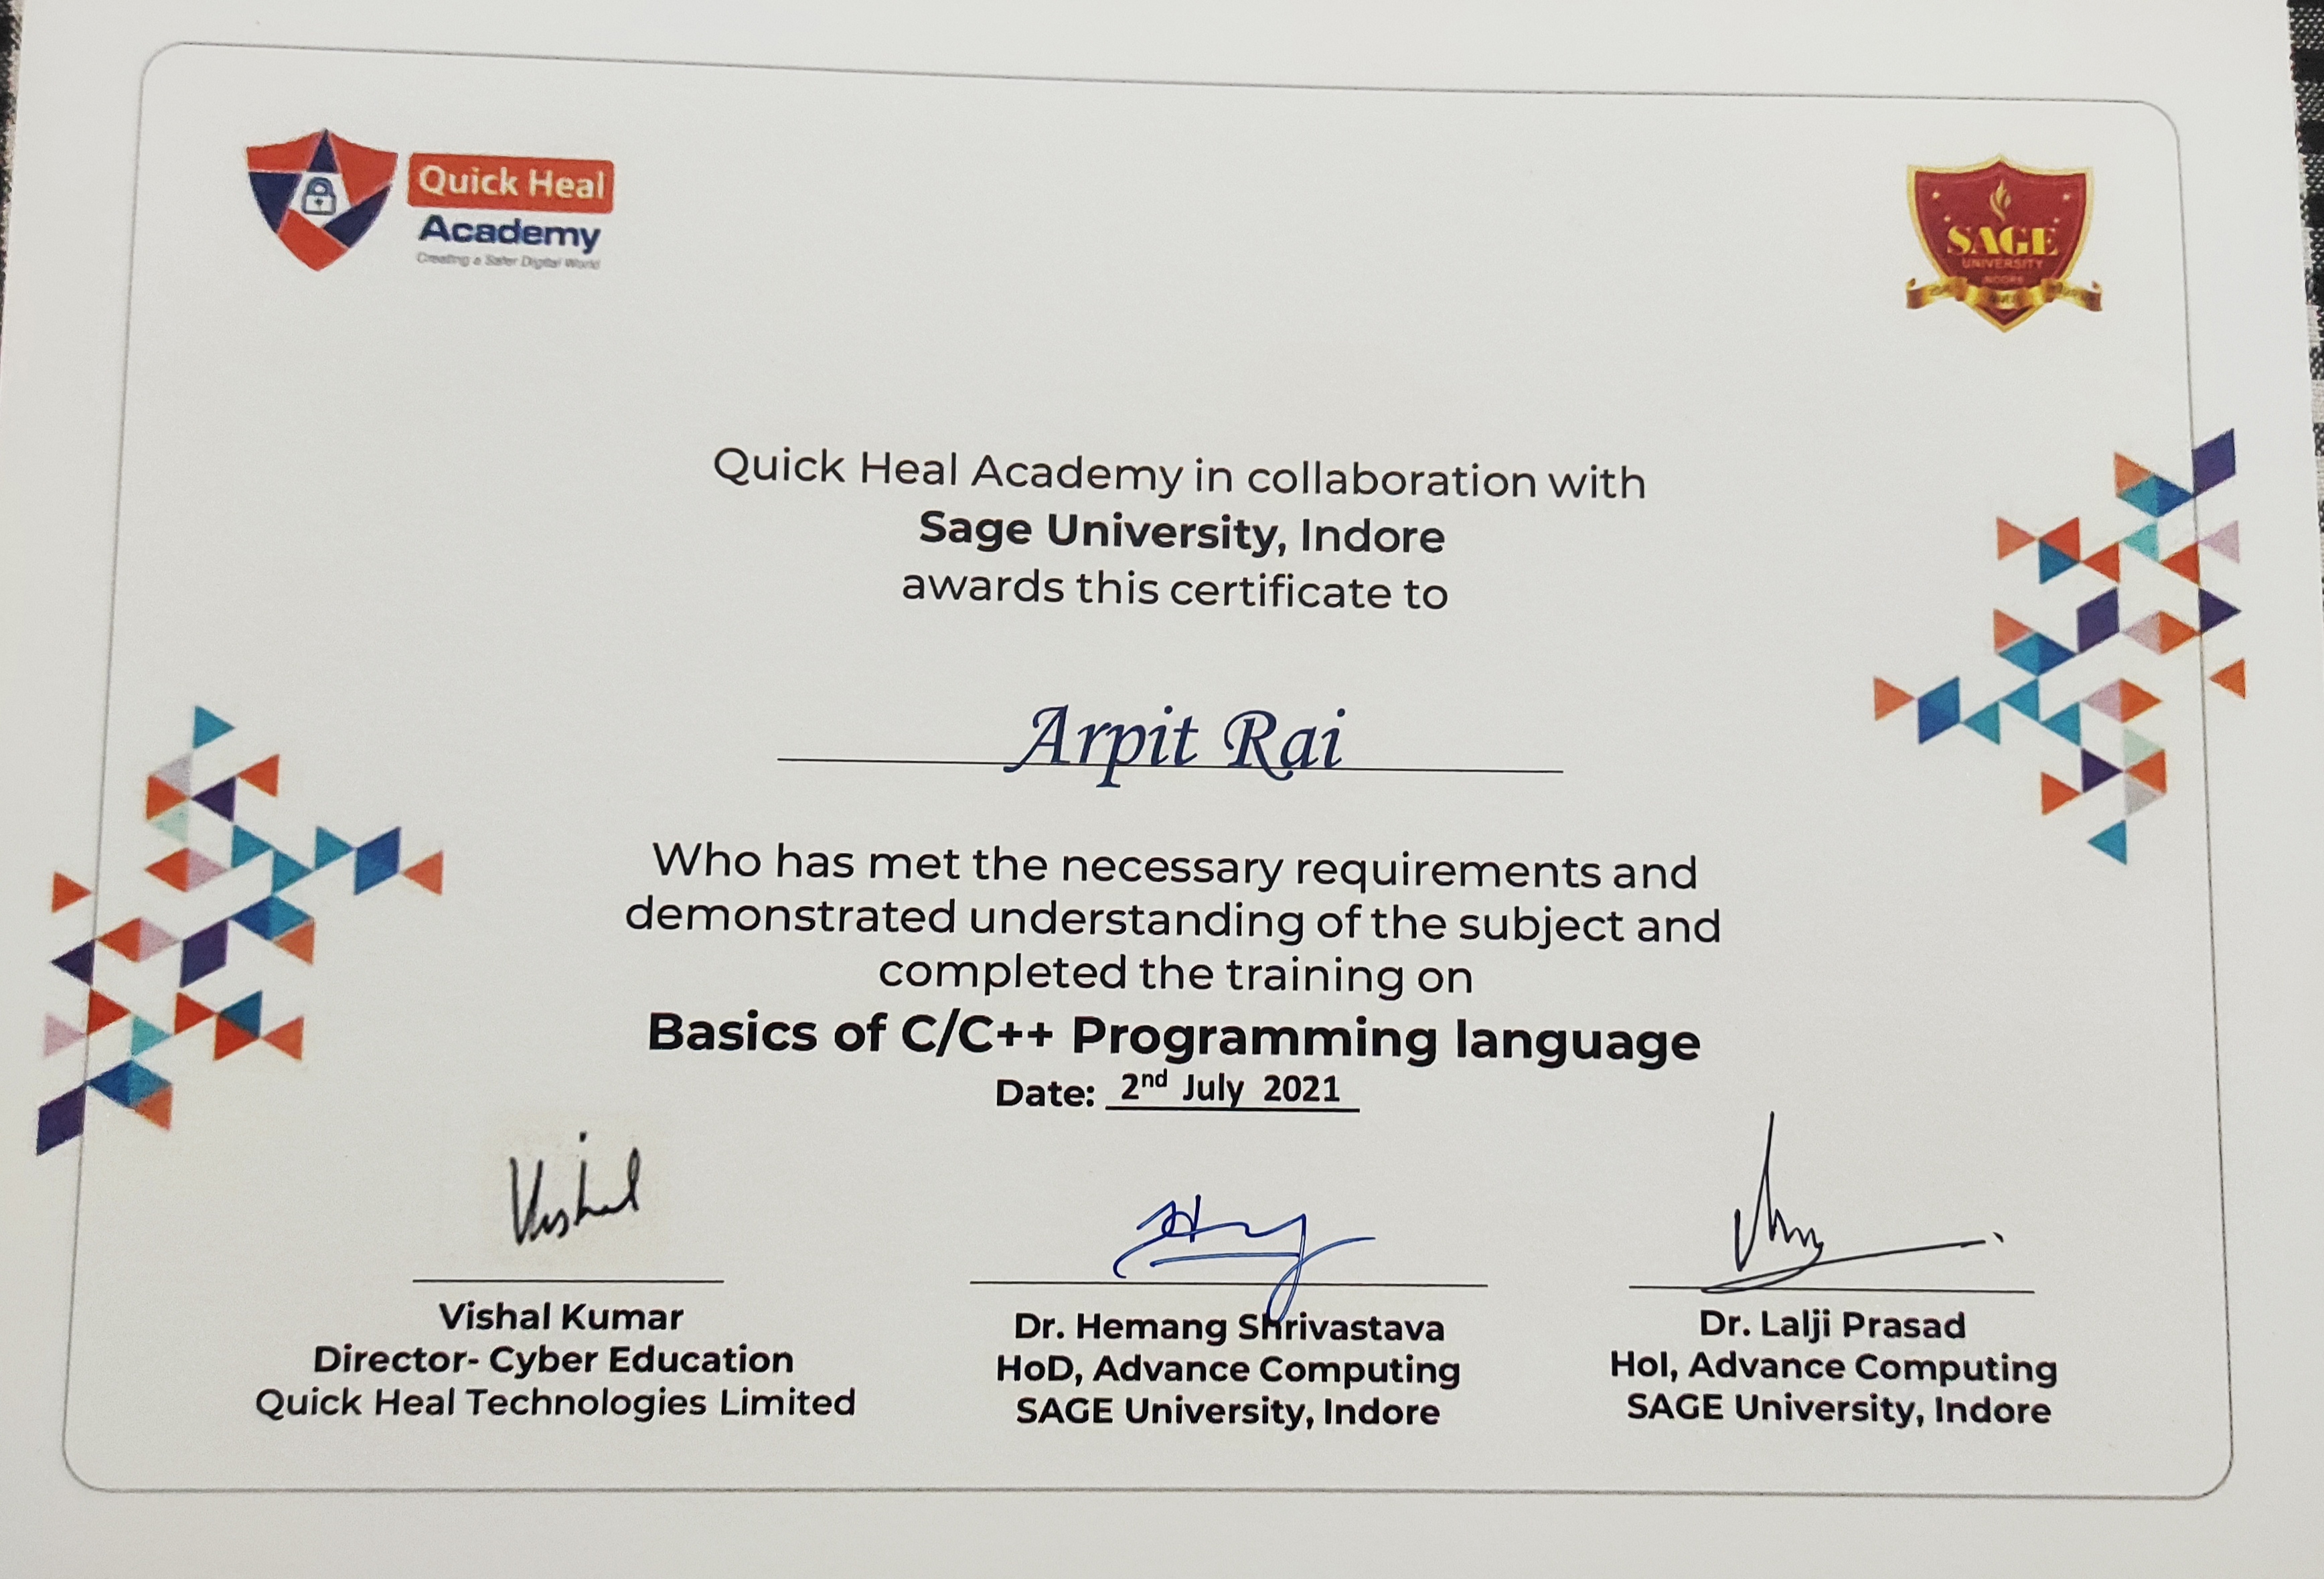 Quick Heal
Academy
Creating a Safer Digital World
SAGE
UNIVERSITY
INDORE
Quick Heal Academy in collaboration with
Sage University, Indore
awards this certificate to
Arpit Rai
Who has met the necessary requirements and
demonstrated understanding of the subject and
completed the training on
Basics of C/C++ Programming language
Date: 2nd July 2021
Vishal
Vishal Kumar
Director- Cyber Education
Quick Heal Technologies Limited
Dr. Hemang Shrivastava
HoD, Advance Computing
SAGE University, Indore
Dr. Lalji Prasad
HoI, Advance Computing
SAGE University, Indore